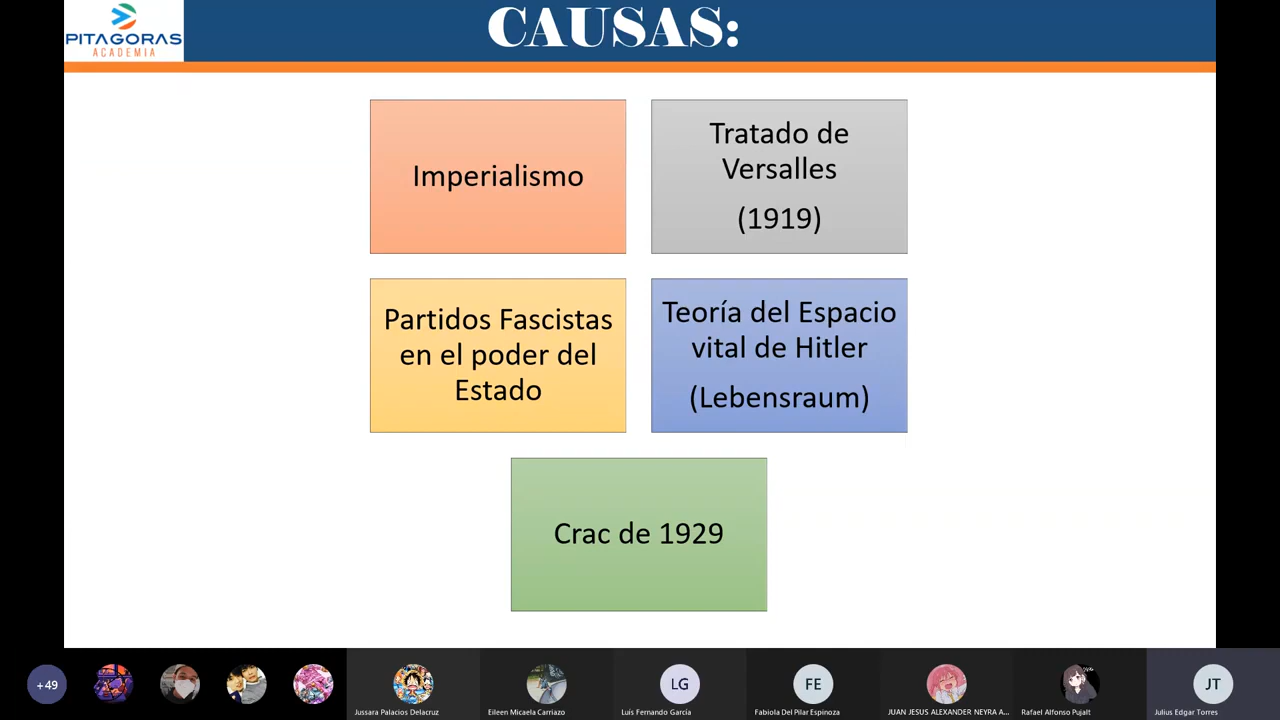 PITAGORAS
ACADEMIA
CAUSAS:
Imperialismo
Tratado de
Versalles
(1919)
Partidos Fascistas
en el poder del
Estado
Teoría del Espacio
vital de Hitler
(Lebensraum)
Crac de 1929
+49
LG
FE
JT
Jussara Palacios Delacruz
Eileen Micaela Carriazo
Luis Fernando García
Fabiola Del Pilar Espinoza
JUAN JESUS ALEXANDER NEYRA A...
Rafael Alfonso Pujalt
Julius Edgar Torres